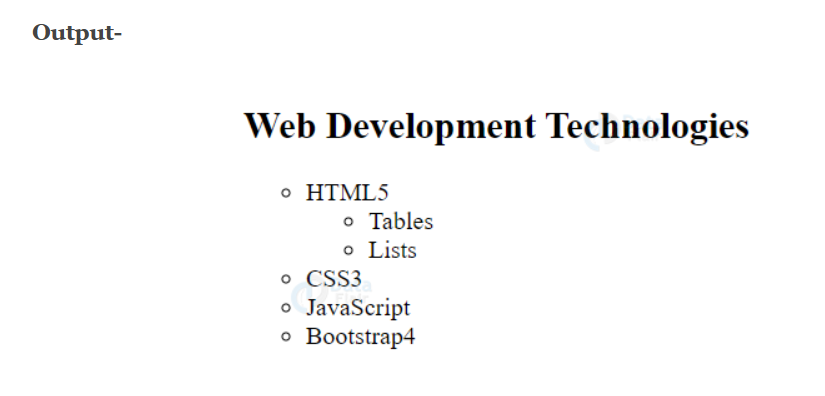 Output-
Web Development Technologies
HTML5
Tables
Lists
CSS3
JavaScript
Bootstrap4